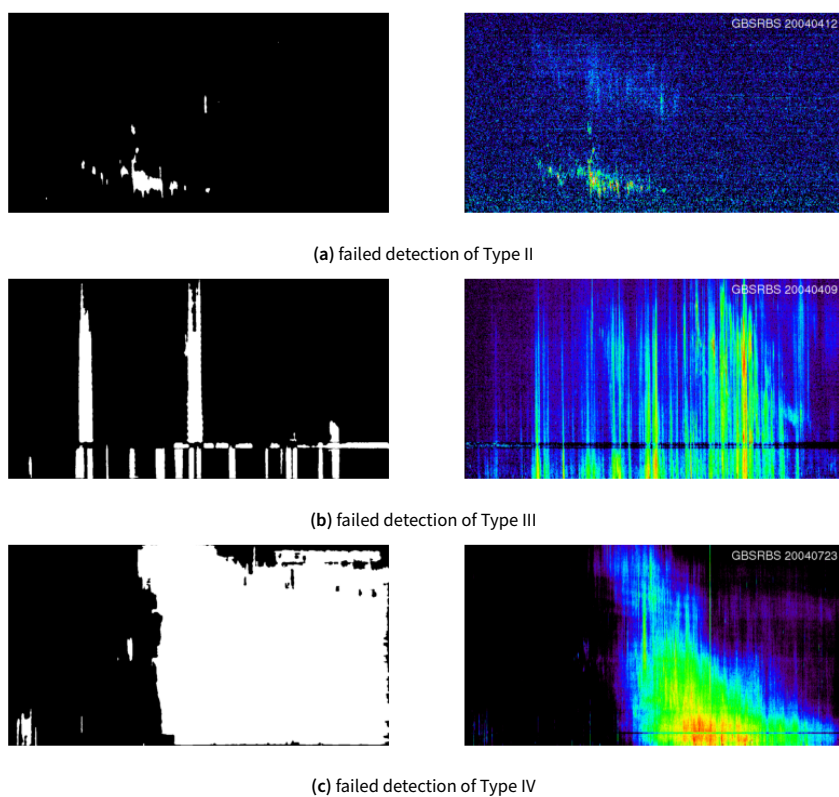 GBSRBS 20040412
(a) failed detection of Type II
GBSRBS 20040409
(b) failed detection of Type III
GBSRBS 20040723
(c) failed detection of Type IV